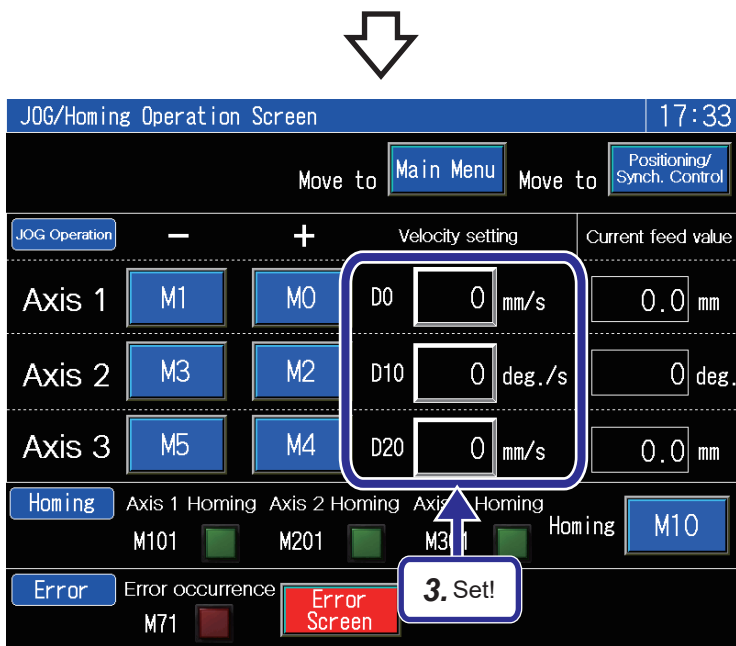 JOG/Homing Operation Screen 17:33
Move to Main Menu Move to Positioning/
Synch. Control
JOG Operation − + Velocity setting Current feed value
Axis 1 M1 M0 D0 0 mm/s 0.0 mm
Axis 2 M3 M2 D10 0 deg./s 0 deg.
Axis 3 M5 M4 D20 0 mm/s 0.0 mm
Homing Axis 1 Homing Axis 2 Homing Homing
M101 M201 Homing M10
Error Error occurrence Error
Screen
M71
3. Set!